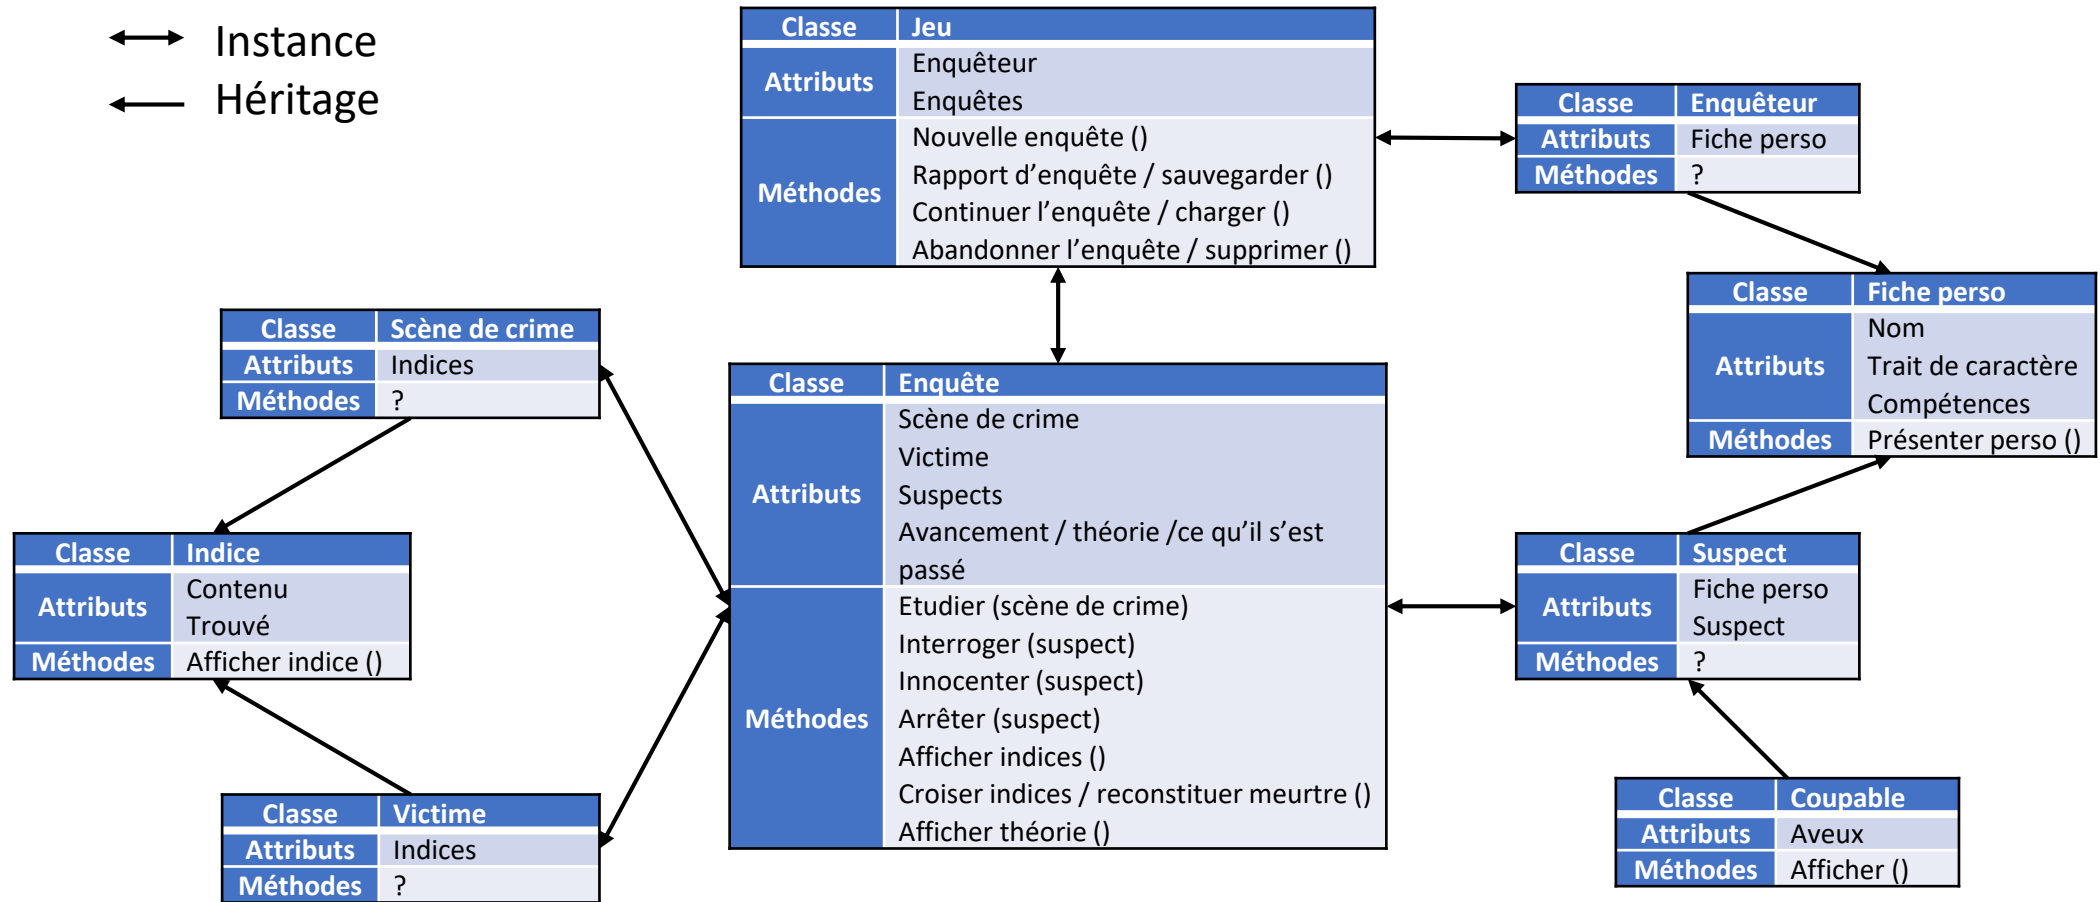 Instance
Héritage
Classe Jeu
Attributs Enquêteur
Enquêtes
Méthodes Nouvelle enquête ()
Rapport d’enquête / sauvegarder ()
Continuer l’enquête / charger ()
Abandonner l’enquête / supprimer ()
Classe Enquêteur
Attributs Fiche perso
Méthodes ?
Classe Fiche perso
Attributs Nom
Trait de caractère
Compétences
Méthodes Présenter perso ()
Classe Scène de crime
Attributs Indices
Méthodes ?
Classe Enquête
Attributs Scène de crime
Victime
Suspects
Avancement / théorie /ce qu’il s’est
passé
Méthodes Etudier (scène de crime)
Interroger (suspect)
Innocenter (suspect)
Arrêter (suspect)
Afficher indices ()
Croiser indices / reconstituer meurtre ()
Afficher théorie ()
Classe Indice
Attributs Contenu
Trouvé
Méthodes Afficher indice ()
Classe Suspect
Attributs Fiche perso
Suspect
Méthodes ?
Classe Victime
Attributs Indices
Méthodes ?
Classe Coupable
Attributs Aveux
Méthodes Afficher ()